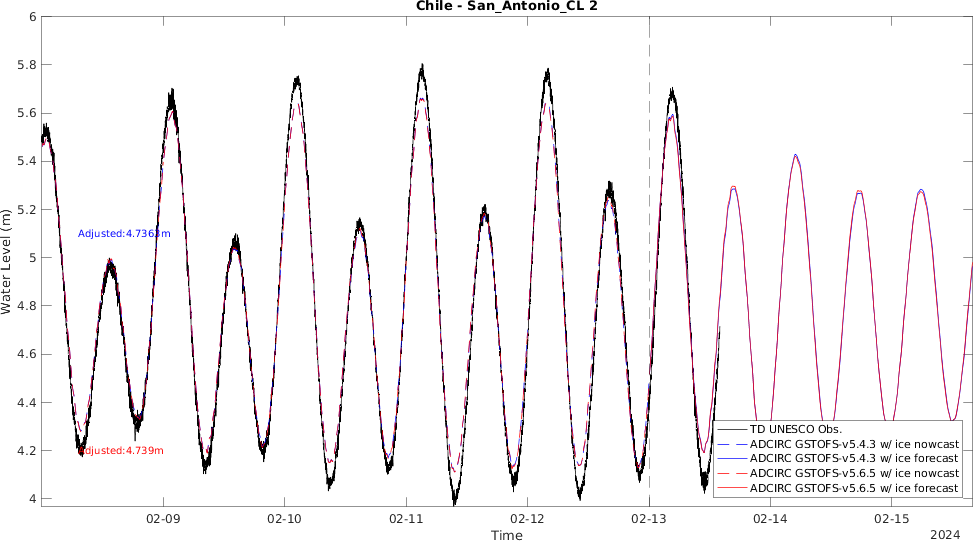 Chile - San_Antonio_CL 2
6
5.8
5.6
5.4
5.2
5
4.8
4.6
4.4
4.2
4
Water Level (m)
Adjusted:4.7363m
Adjusted:4.739m
TD UNESCO Obs.
ADCIRC GSTOFS-v5.4.3 w/ ice nowcast
ADCIRC GSTOFS-v5.4.3 w/ ice forecast
ADCIRC GSTOFS-v5.6.5 w/ ice nowcast
ADCIRC GSTOFS-v5.6.5 w/ ice forecast
02-09 02-10 02-11 02-12 02-13 02-14 02-15
Time
2024